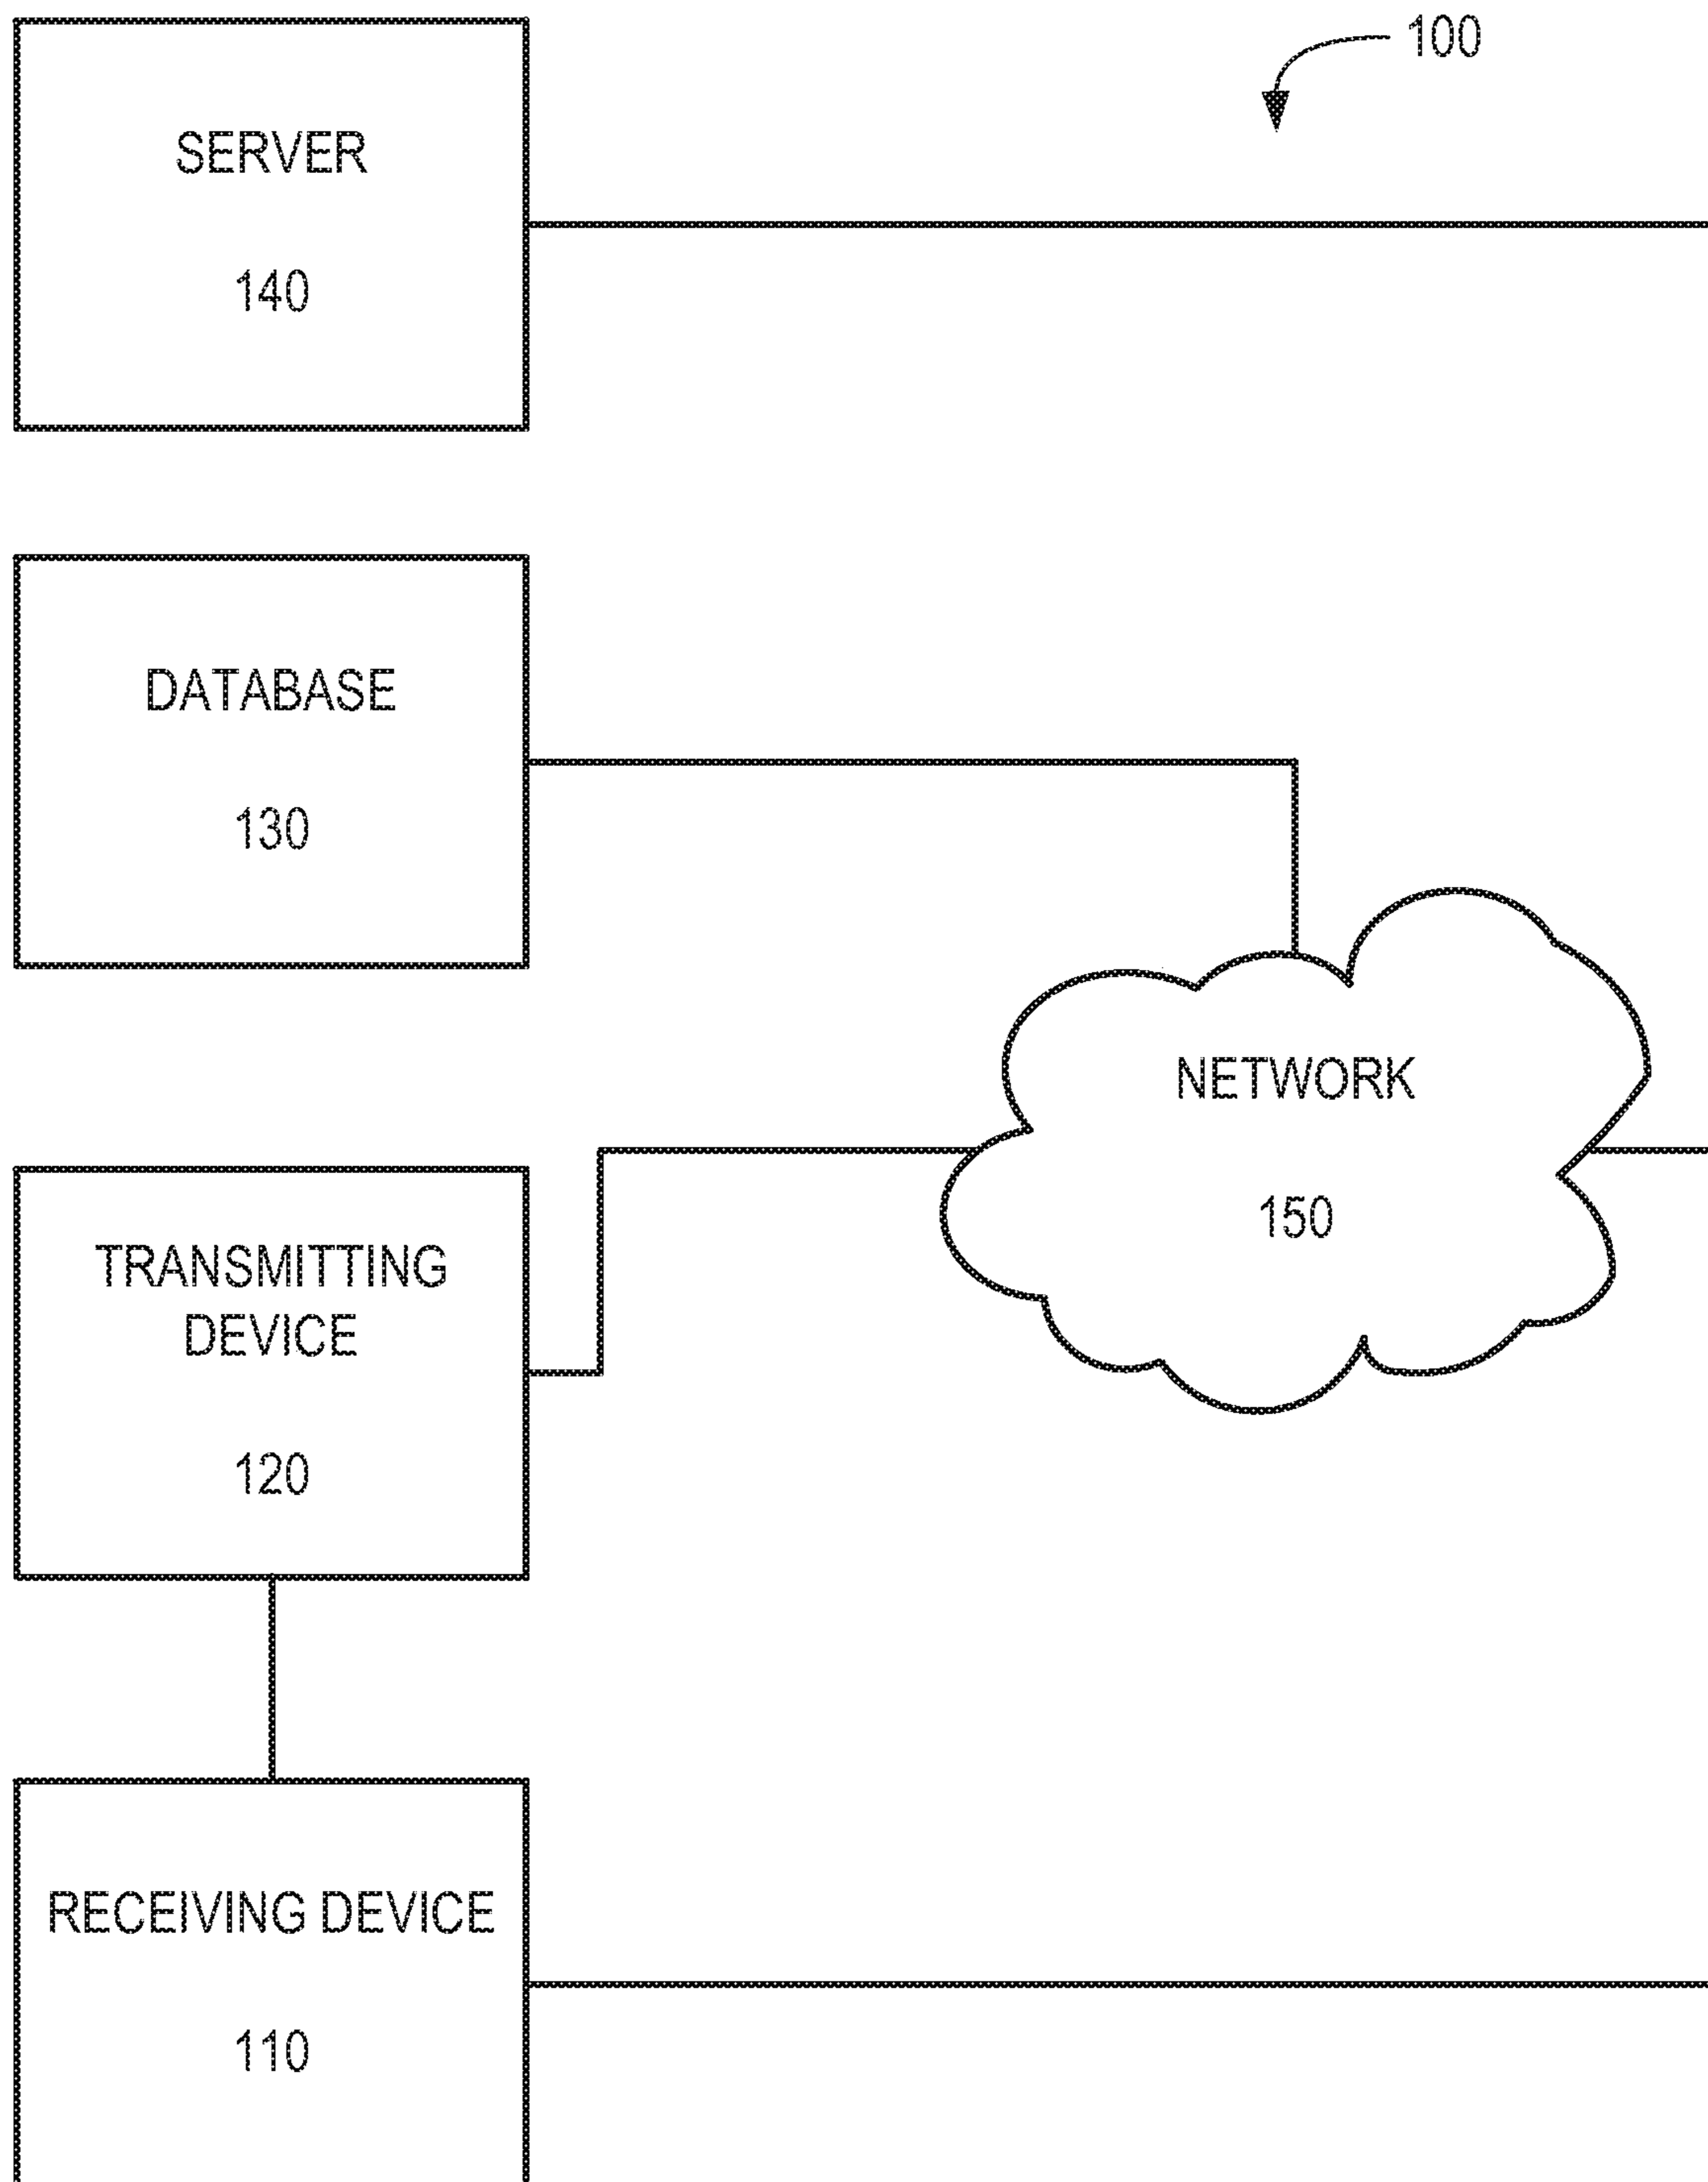 100
SERVER
140
DATABASE
130
NETWORK
150
TRANSMITTING
DEVICE
120
RECEIVING DEVICE
110